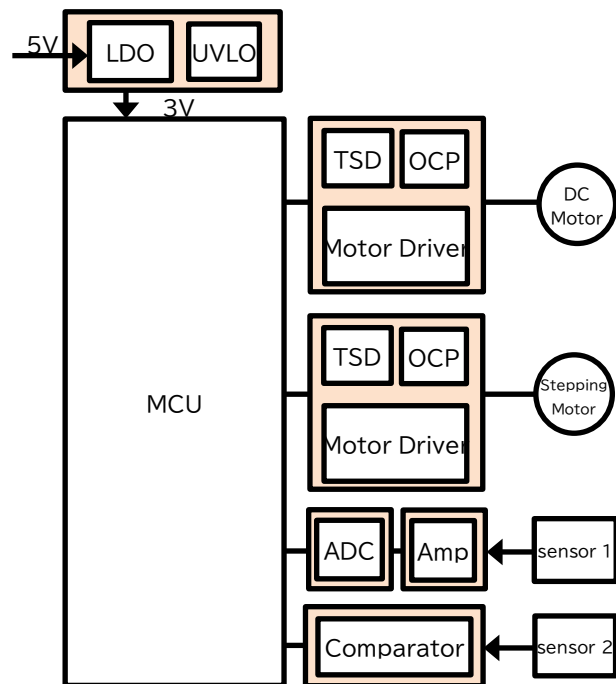 5V
LDO
UVLO
3V
MCU
TSD
OCP
Motor Driver
DC
Motor
TSD
OCP
Motor Driver
Stepping
Motor
ADC
Amp
sensor 1
Comparator
sensor 2